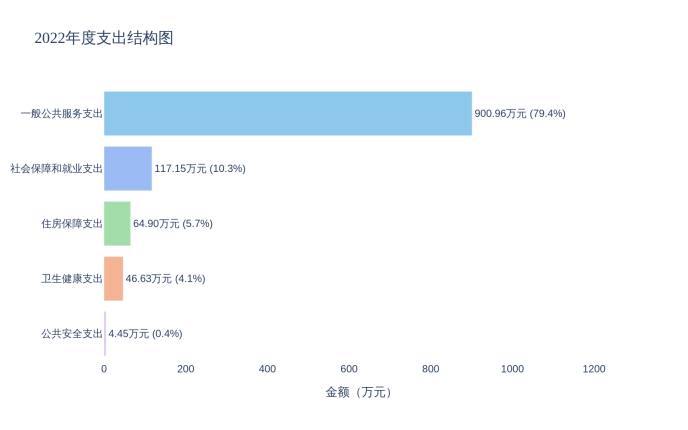 2022年度支出结构图
一般公共服务支出
900.96万元 (79.4%)
社会保障和就业支出
117.15万元 (10.3%)
住房保障支出
64.90万元 (5.7%)
卫生健康支出
46.63万元 (4.1%)
公共安全支出
4.45万元 (0.4%)
0 200 400 600 800 1000 1200
金额（万元）